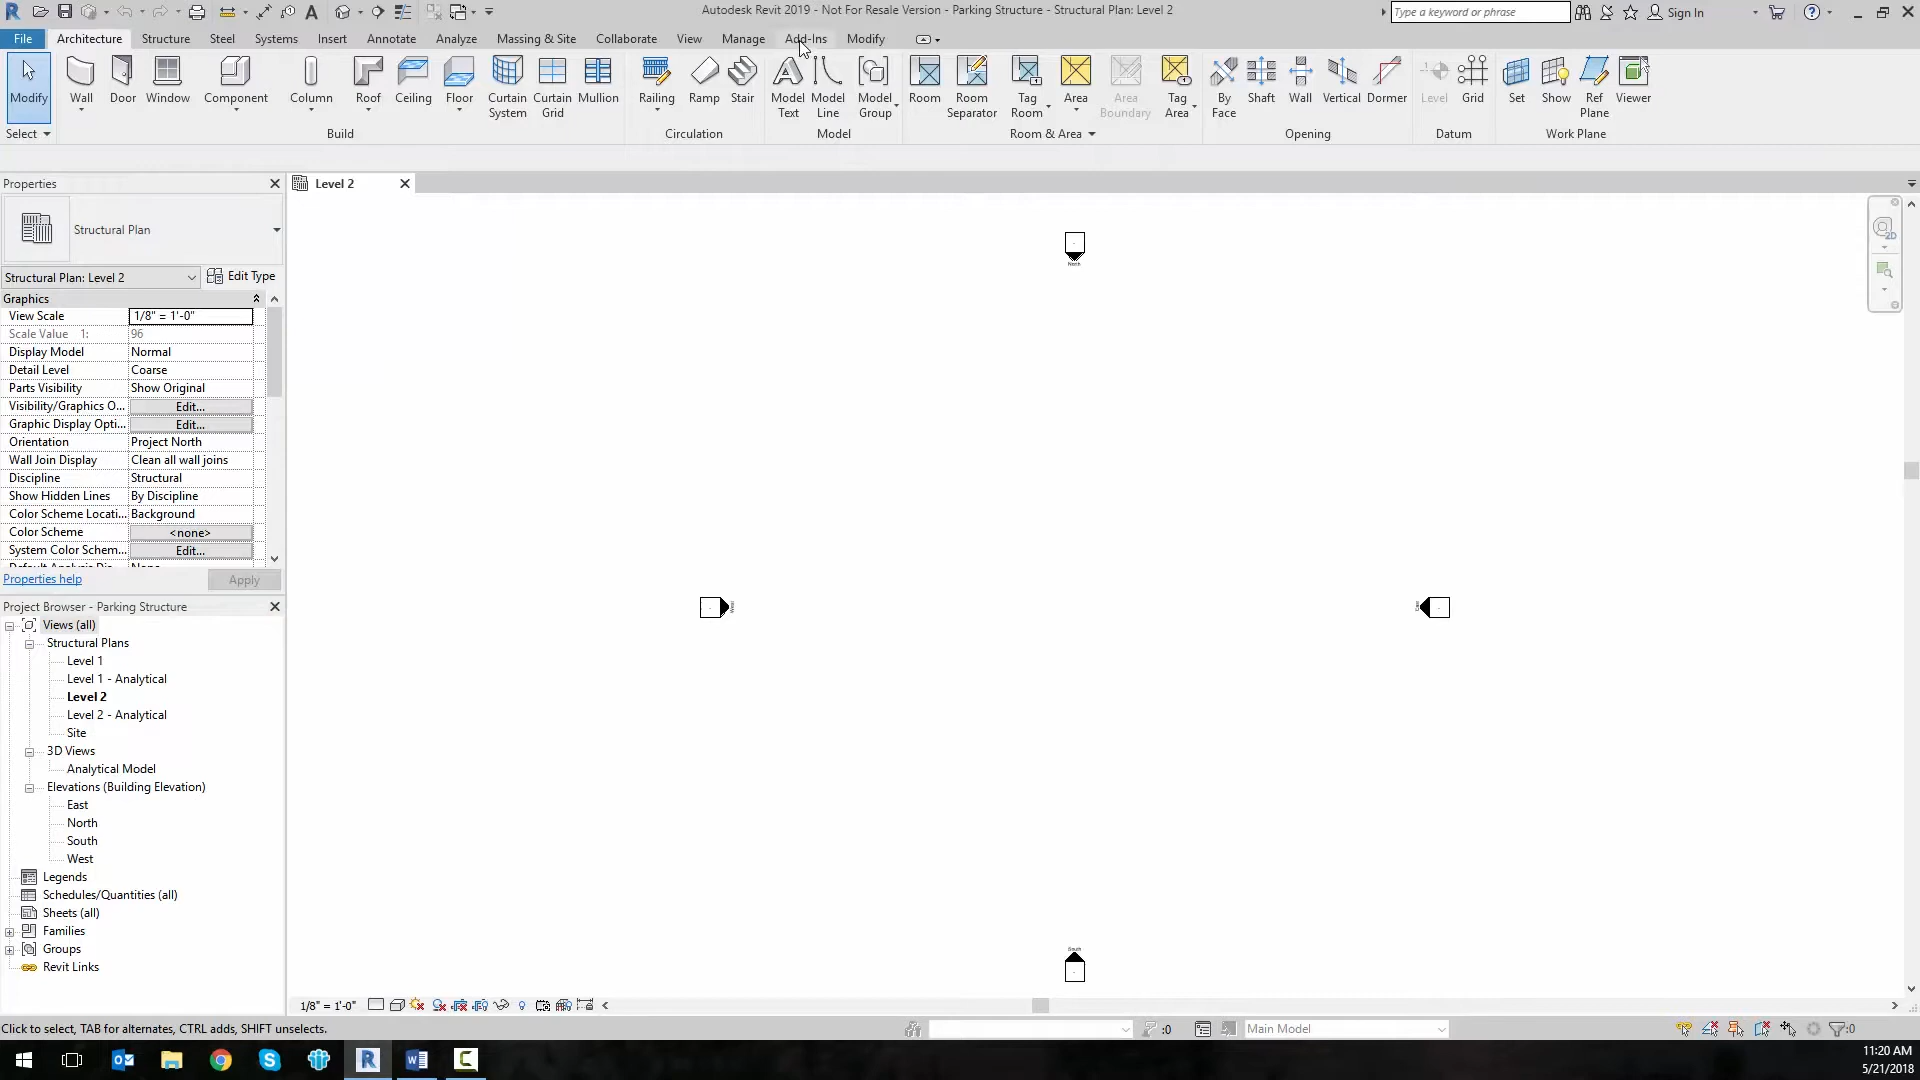 Autodesk Revit 2019 - Not For Resale Version - Parking Structure - Structural Plan: Level 2
Type a keyword or phrase
Sign In
File Architecture Structure Steel Systems Insert Annotate Analyze Massing & Site Collaborate View Manage Add-Ins Modify
Modify Wall Door Window Component Column Roof Ceiling Floor Curtain System Curtain Grid Mullion Railing Ramp Stair Model Text Model Line Model Group Room Room Separator Tag Room Area Area Boundary Tag Area By Face Shaft Wall Vertical Dormer Level Grid Set Show Ref Plane Viewer
Select Build Circulation Model Room & Area Opening Datum Work Plane
Properties
Level 2
Structural Plan
Structural Plan: Level 2 Edit Type
Graphics
View Scale 1/8" = 1'-0"
Scale Value 1: 96
Display Model Normal
Detail Level Coarse
Parts Visibility Show Original
Visibility/Graphics O... Edit...
Graphic Display Opti... Edit...
Orientation Project North
Wall Join Display Clean all wall joins
Discipline Structural
Show Hidden Lines By Discipline
Color Scheme Locati... Background
Color Scheme <none>
System Color Schem... Edit...
Properties help Apply
Project Browser - Parking Structure
Views (all)
Structural Plans
Level 1
Level 1 - Analytical
Level 2
Level 2 - Analytical
Site
3D Views
Analytical Model
Elevations (Building Elevation)
East
North
South
West
Legends
Schedules/Quantities (all)
Sheets (all)
Families
Groups
Revit Links
North
South
1/8" = 1'-0"
Click to select, TAB for alternates, CTRL adds, SHIFT unselects.
:0
Main Model
:0
11:20 AM
5/21/2018